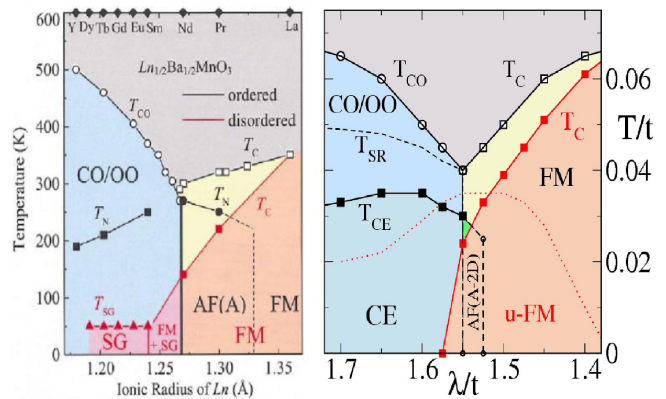 Y Dy Tb Gd Eu Sm Nd Pr La
600
500
400
300
250
200
150
100
50
0
Temperature (K)
Ln1/2Ba1/2MnO3
ordered
disordered
TCO
CO/OO
TC
TN
TN
TC
TSG
SG
FM
+ SG
AF(A)
FM
FM
1.20 1.25 1.30 1.35
Ionic Radius of Ln (Å)
TCO
TC
CO/OO
TC
TSR
FM
TCE
CE
AF(A-2D)
u-FM
0.06
0.04
0.02
0
T/t
1.7 1.6 1.5 1.4
λ/t